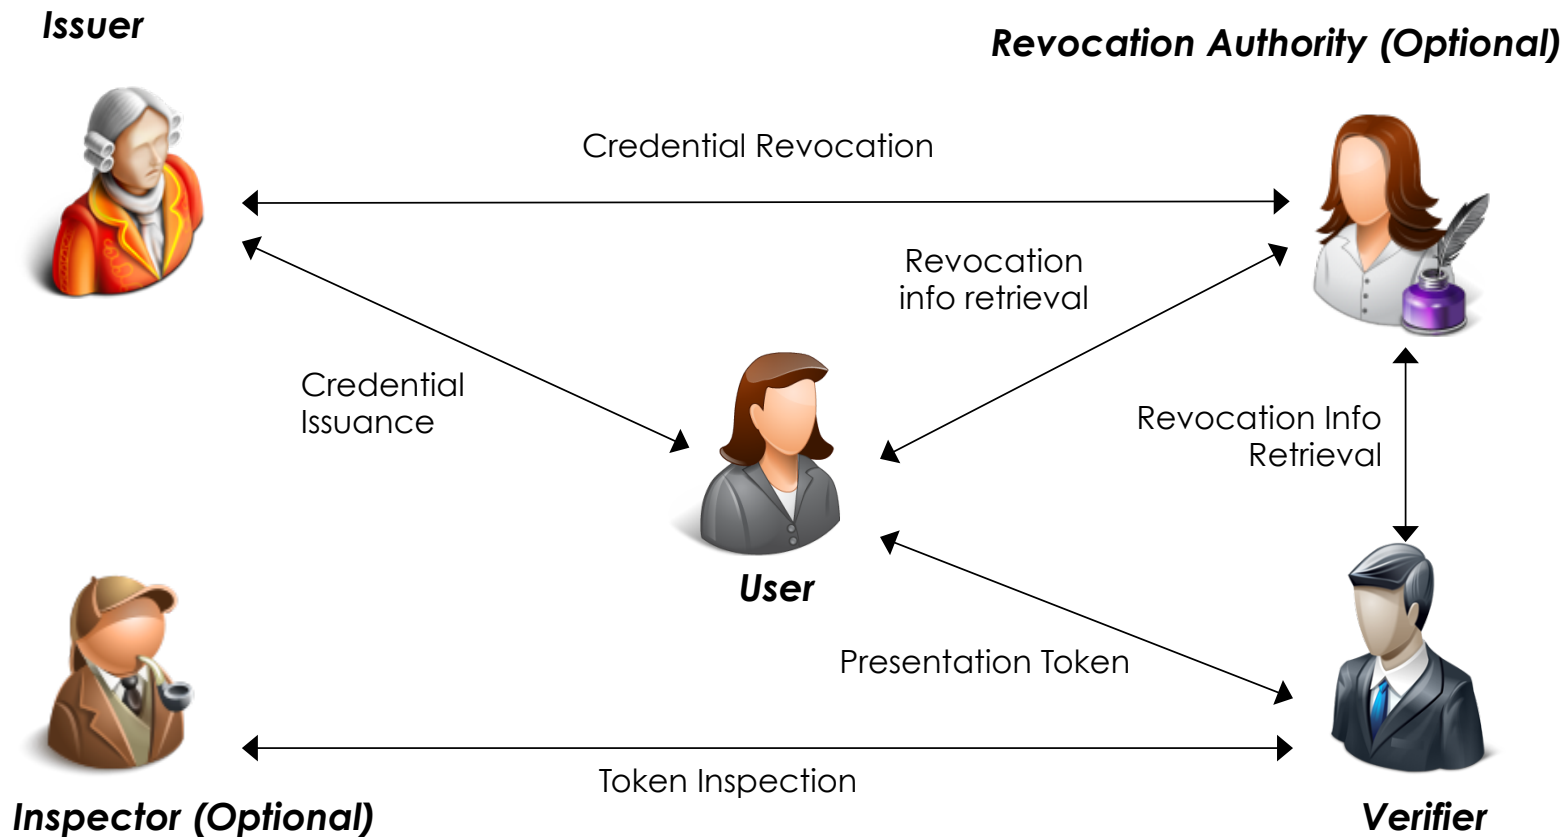 Issuer
Revocation Authority (Optional)
Credential Revocation
Revocation
info retrieval
Credential
Issuance
Revocation Info
Retrieval
User
Presentation Token
Token Inspection
Inspector (Optional)
Verifier